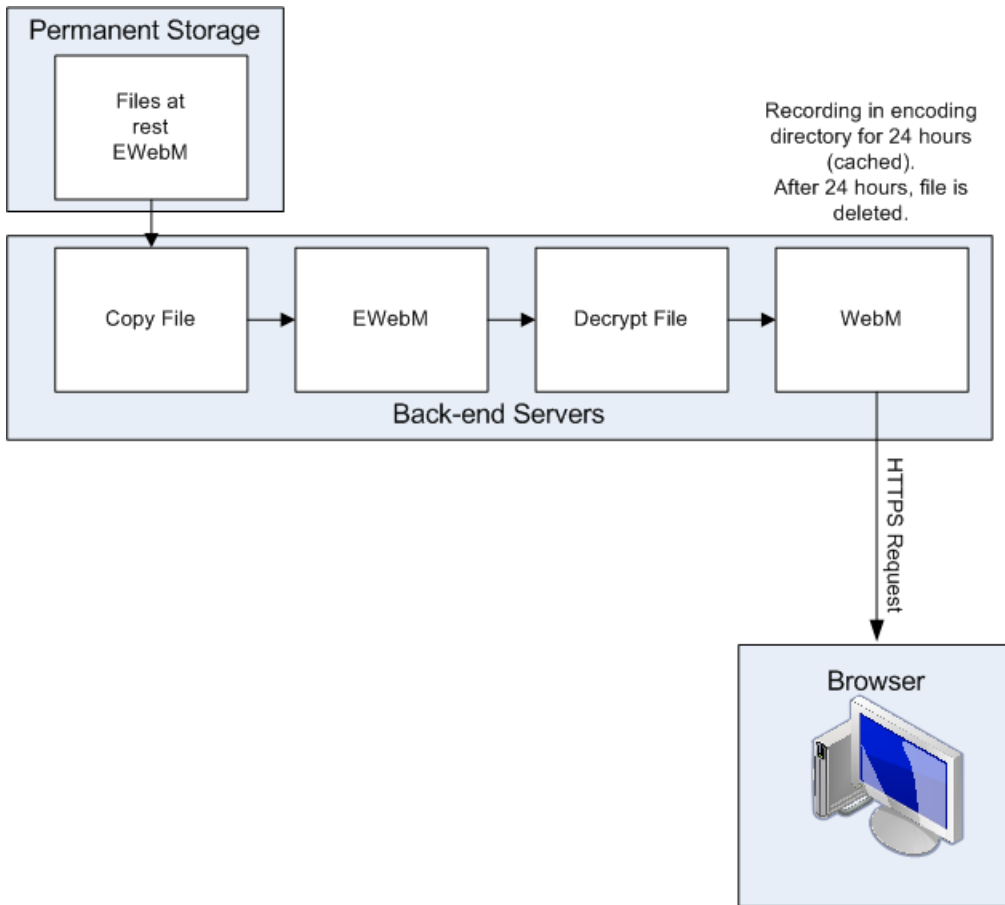 Permanent Storage
Files at
rest
EWebM
Recording in encoding
directory for 24 hours
(cached).
After 24 hours, file is
deleted.
Copy File
EWebM
Decrypt File
WebM
Back-end Servers
HTTPS Request
Browser